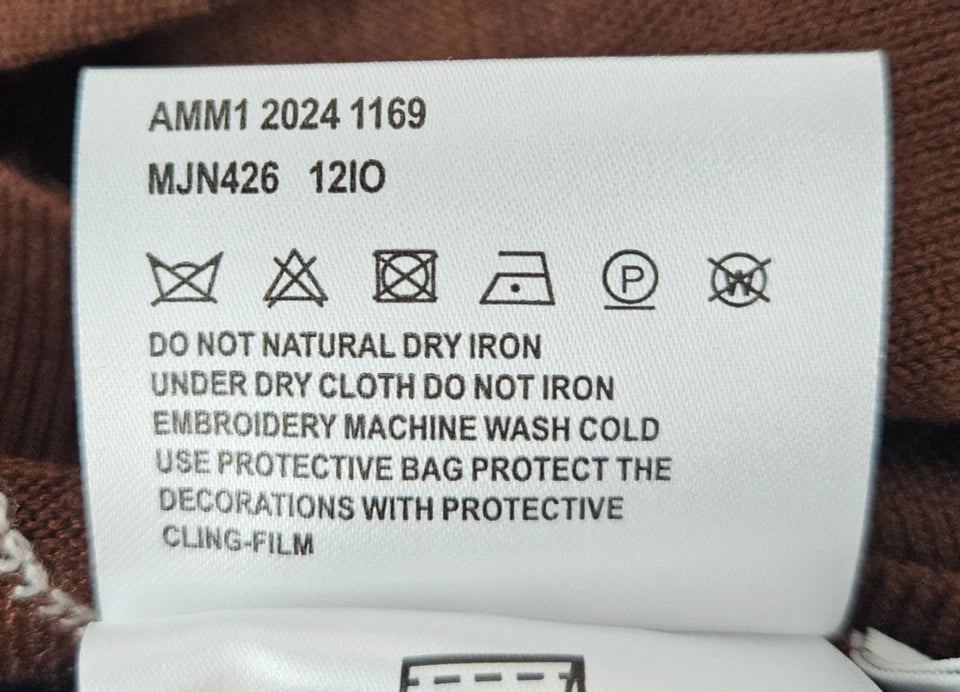 AMM1 2024 1169
MJN426 12IO
P
W
DO NOT NATURAL DRY IRON
UNDER DRY CLOTH DO NOT IRON
EMBROIDERY MACHINE WASH COLD
USE PROTECTIVE BAG PROTECT THE
DECORATIONS WITH PROTECTIVE
CLING-FILM